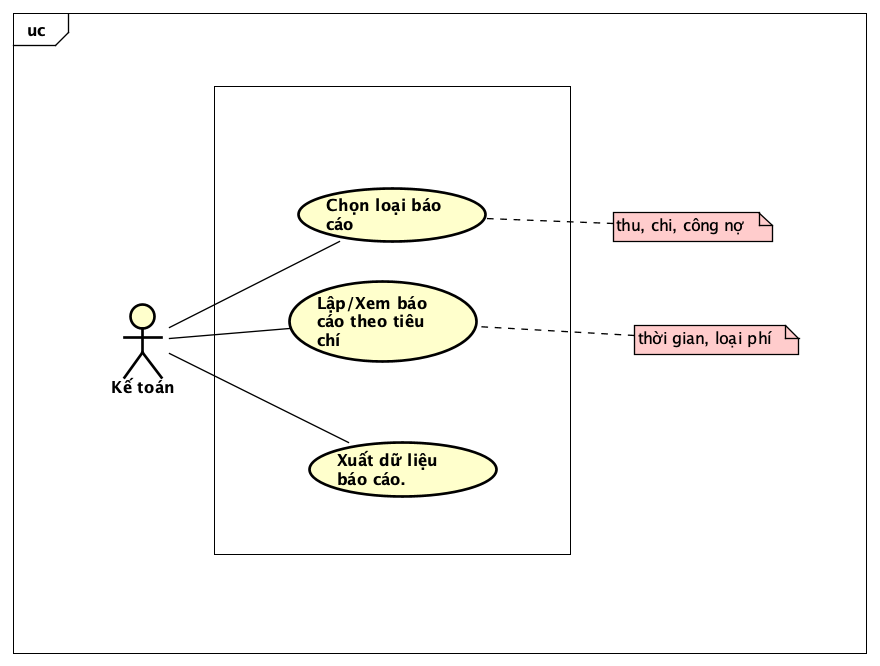 uc
Chọn loại báo
cáo
thu, chi, công nợ
Lập/Xem báo
cáo theo tiêu
chí
thời gian, loại phí
Kế toán
Xuất dữ liệu
báo cáo.